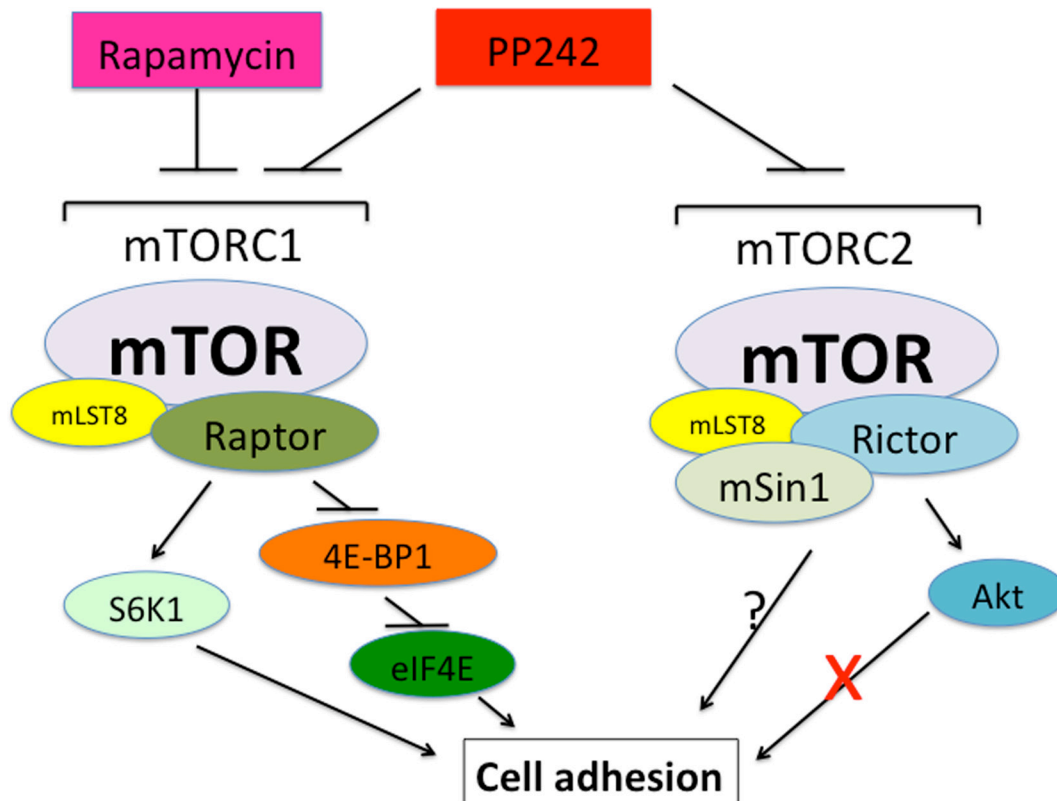 Rapamycin
PP242
mTORC1
mTORC2
mTOR
mTOR
mLST8
Raptor
mLST8
Rictor
mSin1
4E-BP1
S6K1
Akt
?
eIF4E
X
Cell adhesion